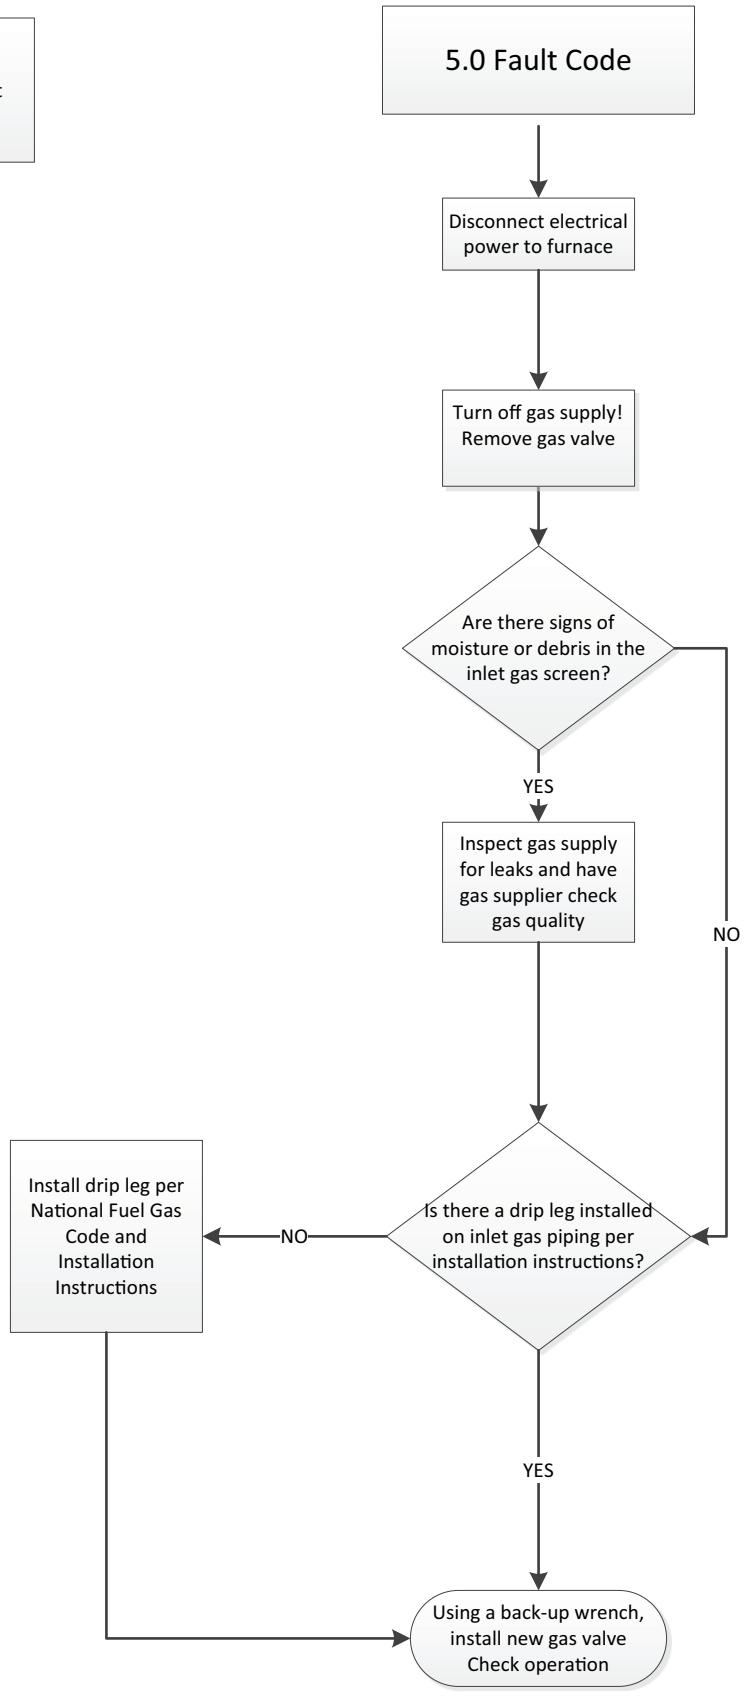 5.0 Fault Code
Disconnect electrical
power to furnace
Turn off gas supply!
Remove gas valve
Are there signs of
moisture or debris in the
inlet gas screen?
YES
Inspect gas supply
for leaks and have
gas supplier check
gas quality
NO
Is there a drip leg installed
on inlet gas piping per
installation instructions?
NO
Install drip leg per
National Fuel Gas
Code and
Installation
Instructions
YES
Using a back-up wrench,
install new gas valve
Check operation